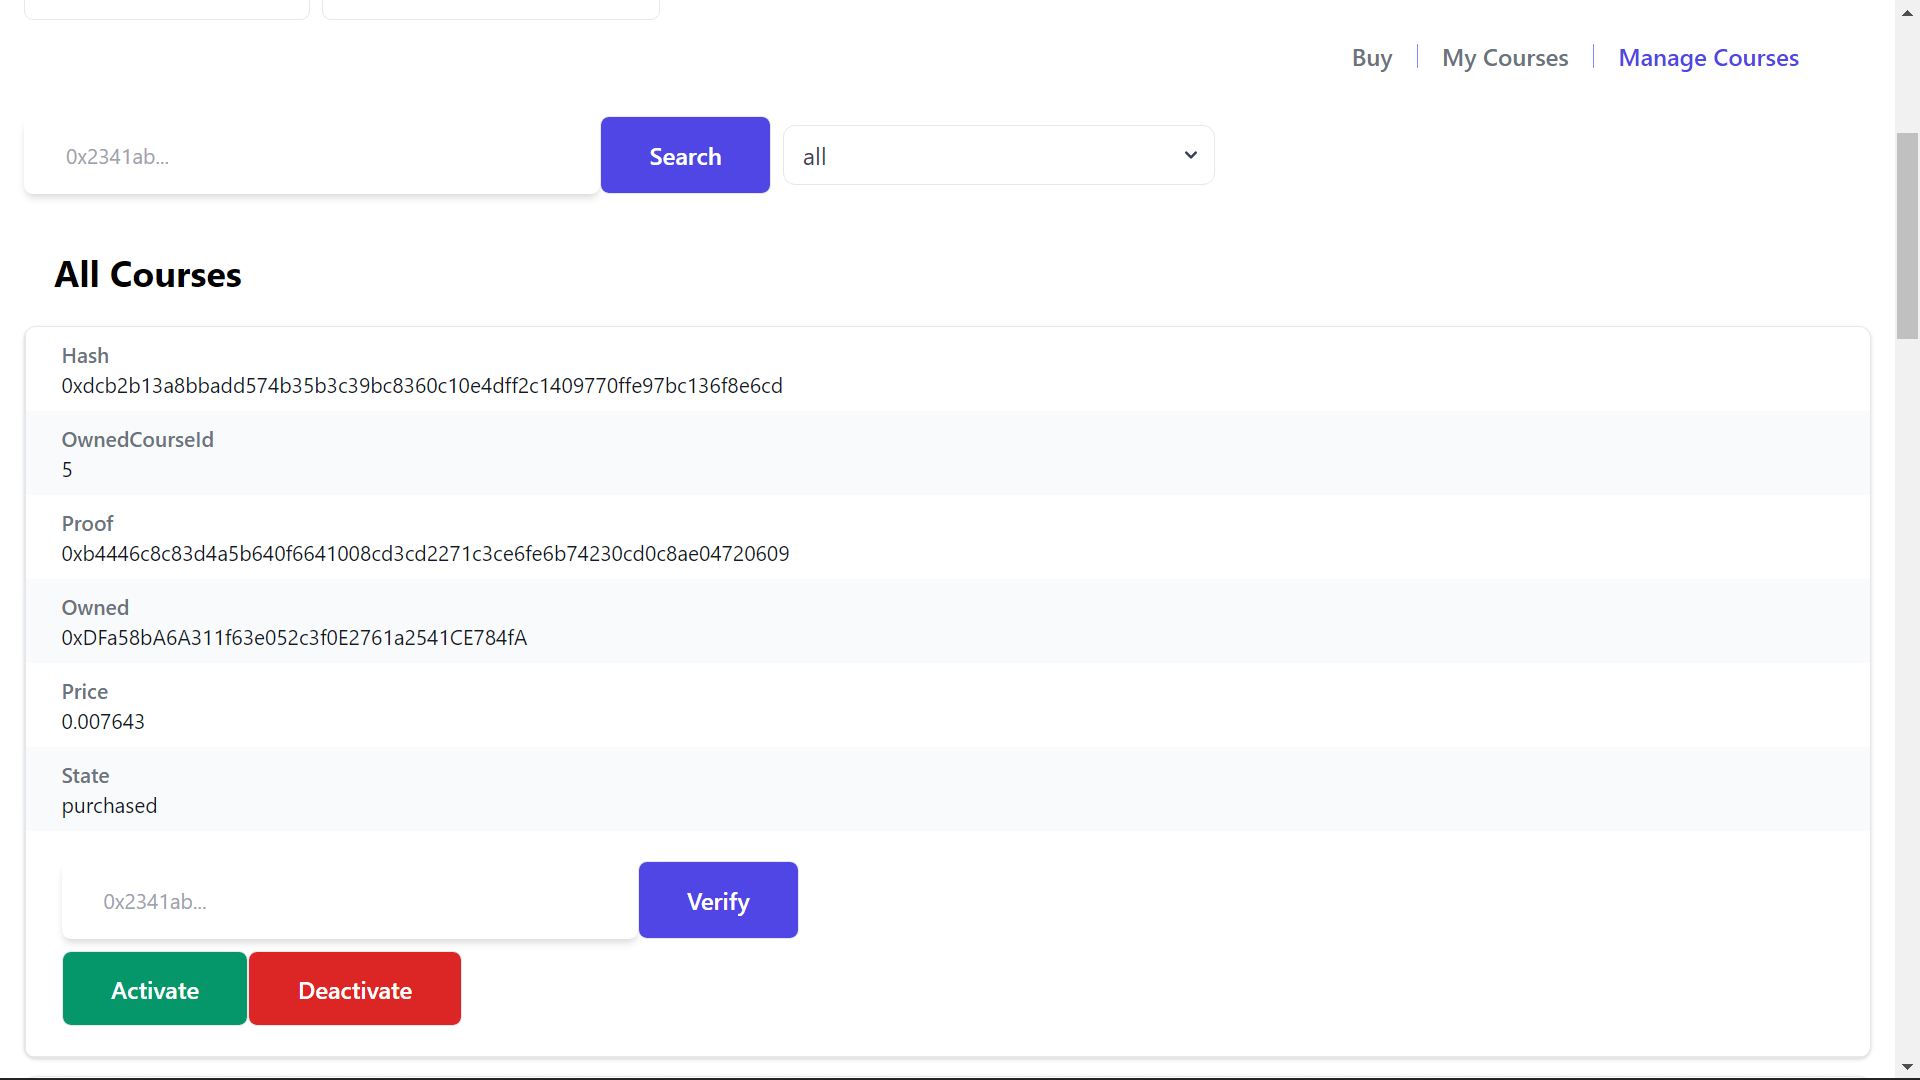 Buy
My Courses
Manage Courses
0x2341ab...
Search
all
All Courses
Hash
0xdcb2b13a8bbadd574b35b3c39bc8360c10e4dff2c1409770ffe97bc136f8e6cd
OwnedCourseId
5
Proof
0xb4446c8c83d4a5b640f6641008cd3cd2271c3ce6fe6b74230cd0c8ae04720609
Owned
0xDFa58bA6A311f63e052c3f0E2761a2541CE784fA
Price
0.007643
State
purchased
0x2341ab...
Verify
Activate
Deactivate